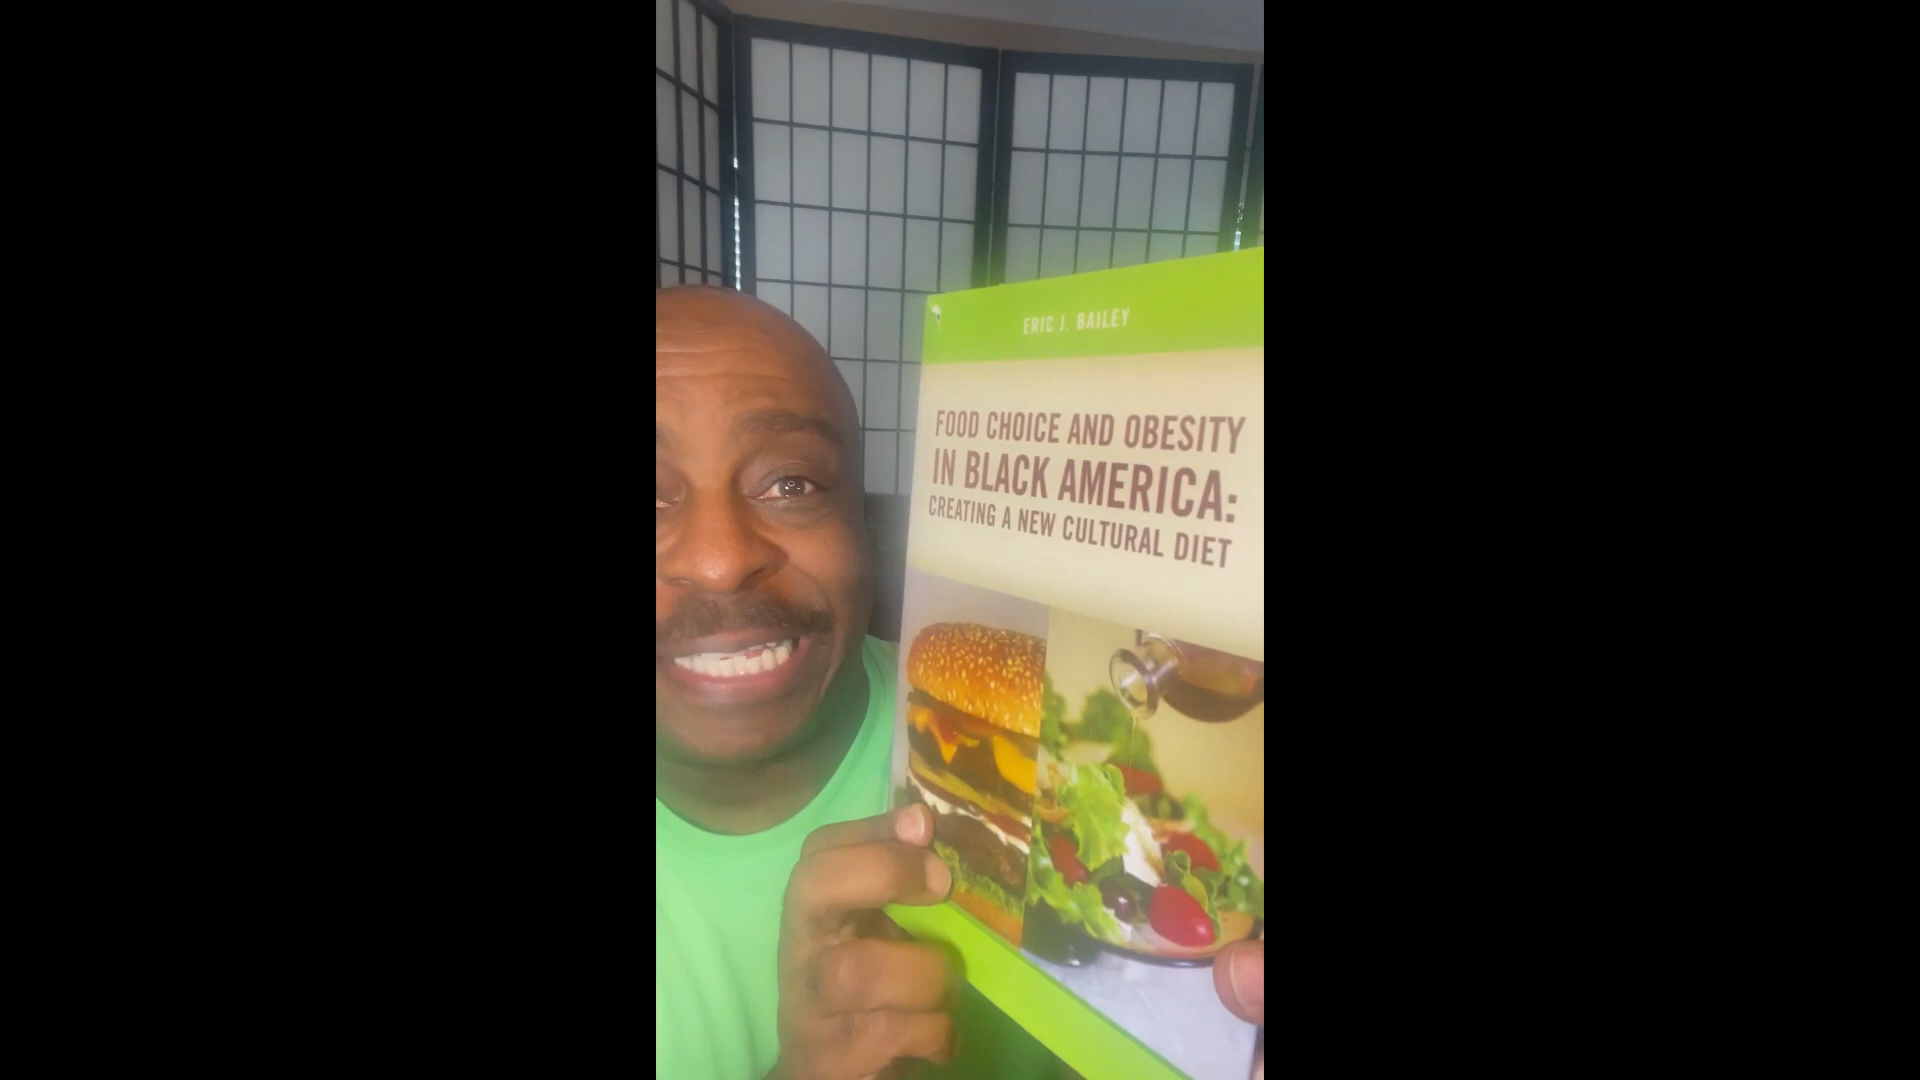 ERIC J. BAILEY
FOOD CHOICE AND OBESITY
IN BLACK AMERICA:
CREATING A NEW CULTURAL DIET